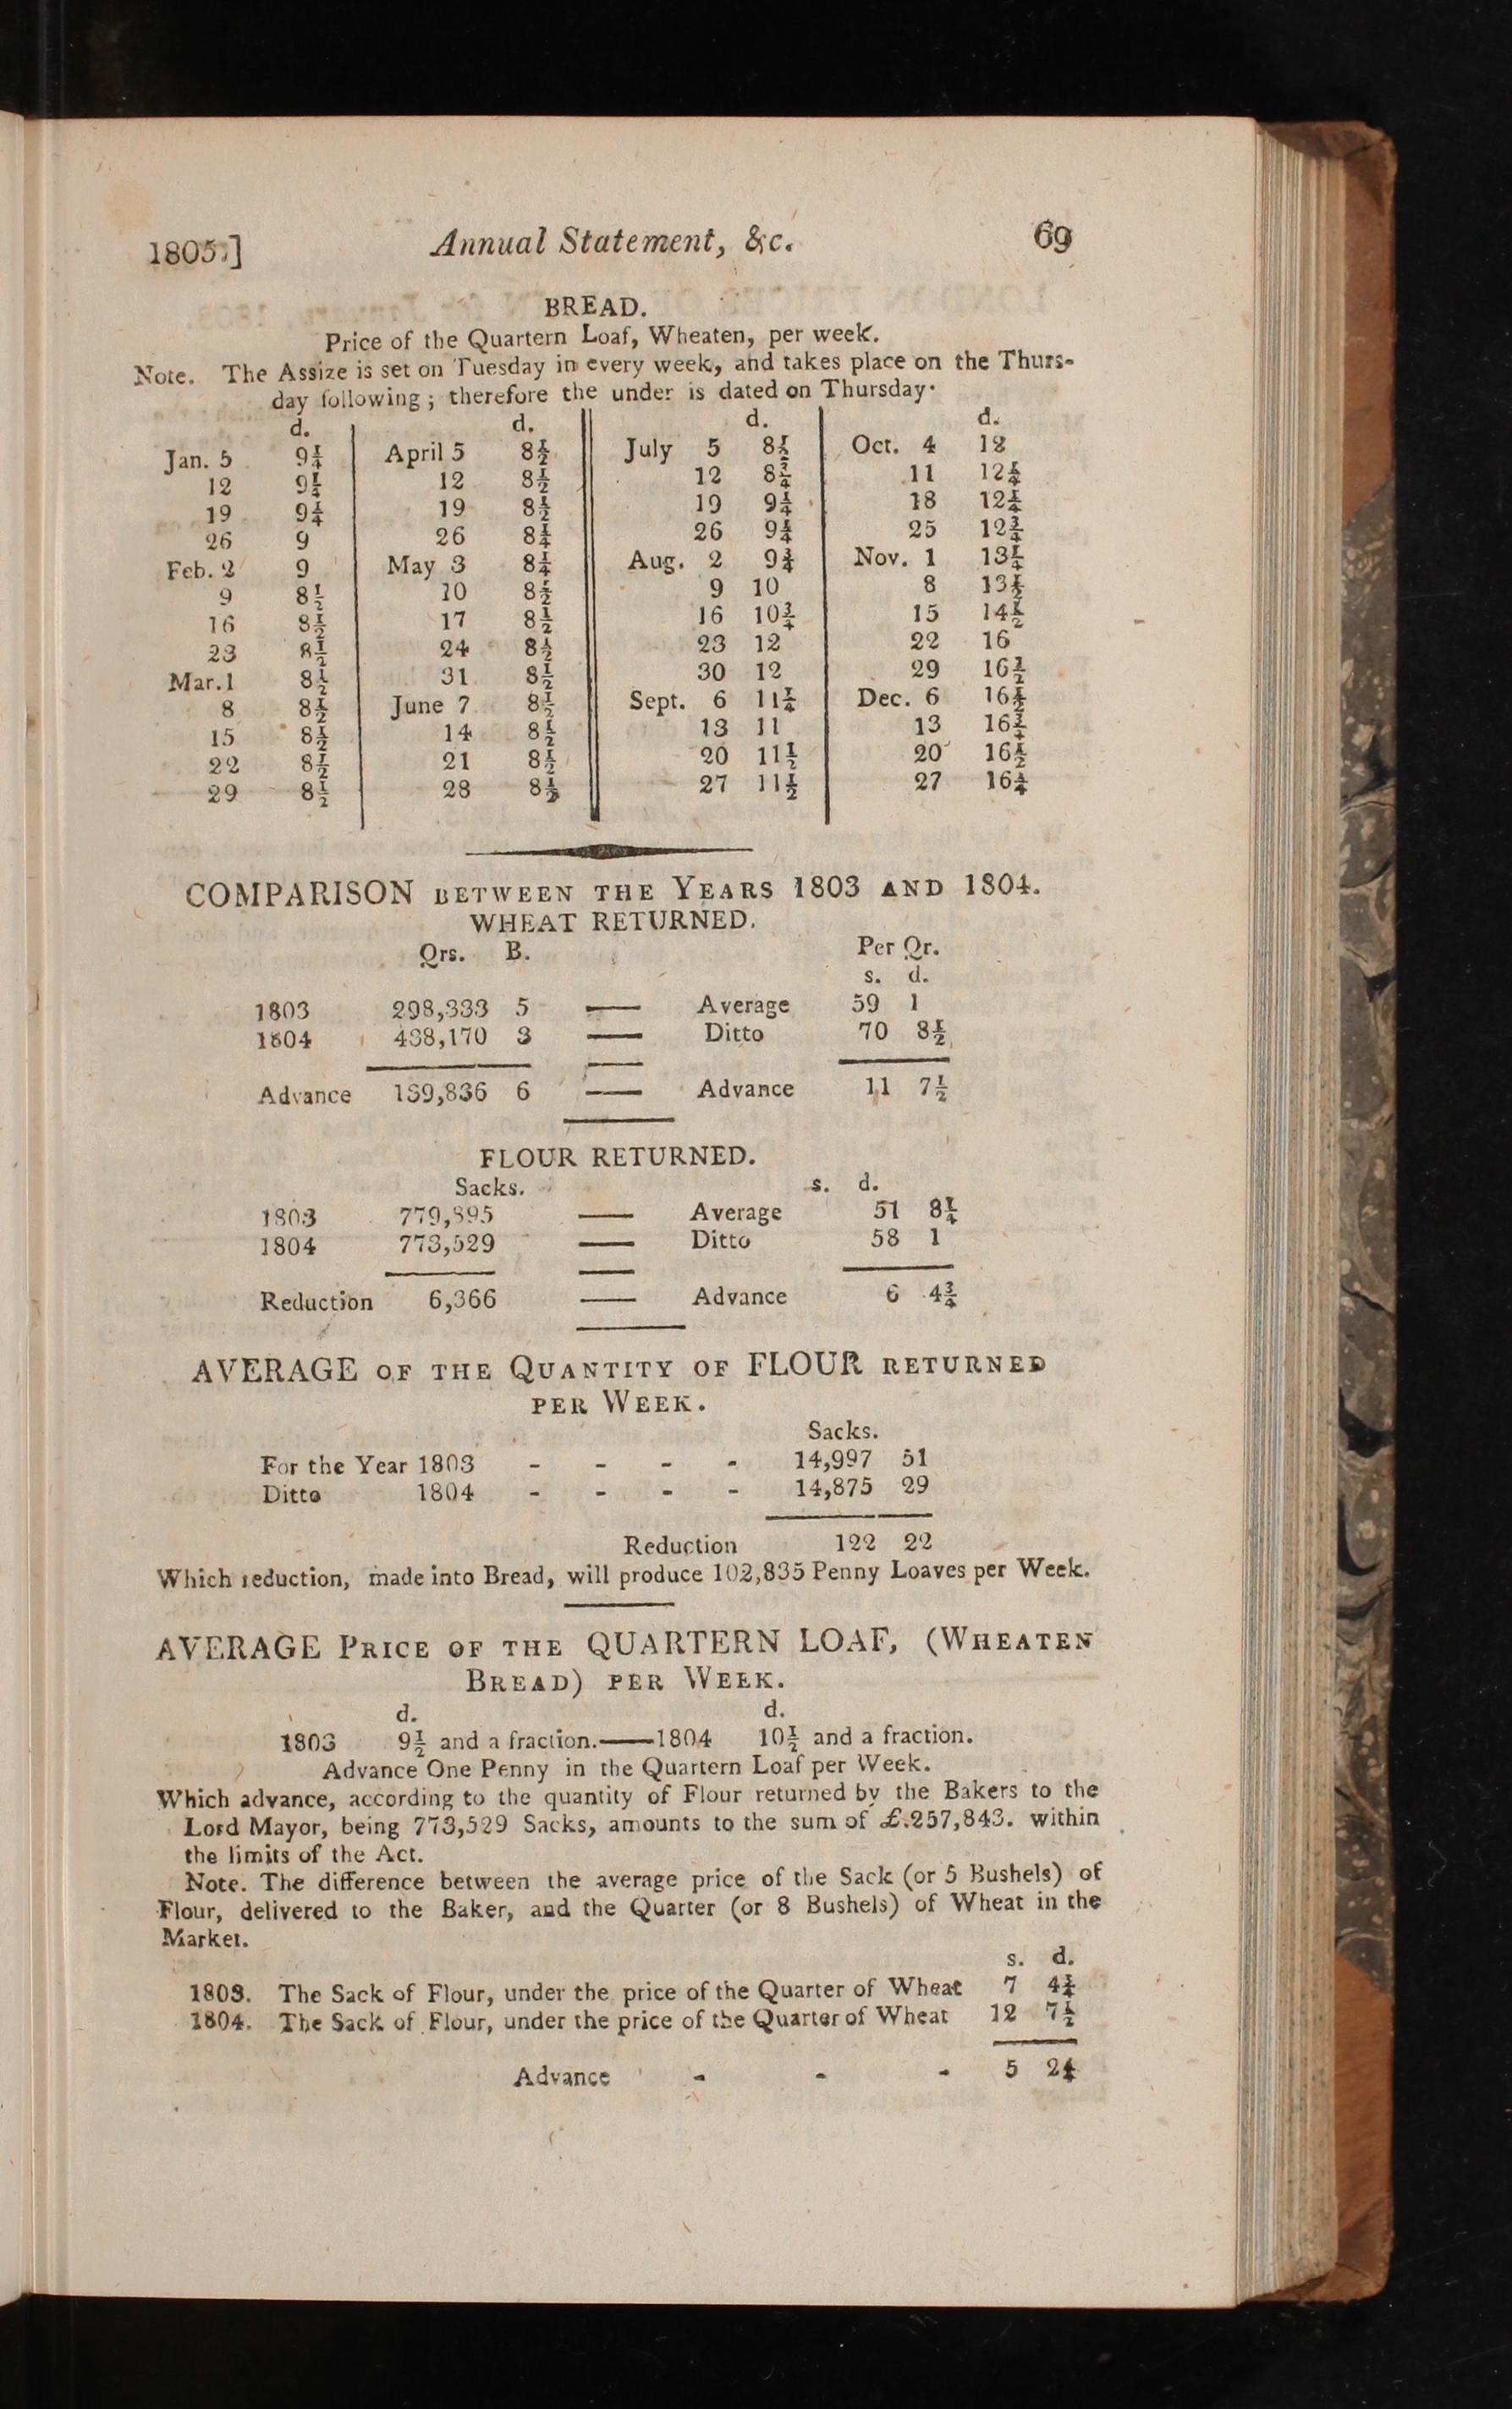 1805.] Annual Statement, &c. 69
BREAD.
Price of the Quartern Loaf, Wheaten, per week.
Note. The Assize is set on Tuesday in every week, and takes place on the Thurs-
day following; therefore the under is dated on Thursday.
d. d. d. d.
Jan. 5 9¼ April 5 8½ July 5 8½ Oct. 4 12
12 9¼ 12 8½ 12 8¾ 11 12¼
19 9¼ 19 8½ 19 9¼ 18 12¼
26 9 26 8¼ 26 9¼ 25 12¾
Feb. 2 9 May 3 8¼ Aug. 2 9¾ Nov. 1 13¼
9 8½ 10 8½ 9 10 8 13½
16 8½ 17 8½ 16 10¾ 15 14½
23 8½ 24 8½ 23 12 22 16
Mar. 1 8½ 31 8½ 30 12 29 16¾
8 8½ June 7 8½ Sept. 6 11¾ Dec. 6 16½
15 8½ 14 8½ 13 11 13 16¾
22 8½ 21 8½ 20 11½ 20 16½
29 8½ 28 8½ 27 11½ 27 16¼
COMPARISON BETWEEN THE YEARS 1803 AND 1804.
WHEAT RETURNED.
Qrs. B. Per Qr.
s. d.
1803 298,333 5 — Average 59 1
1804 438,170 3 — Ditto 70 8½
Advance 139,836 6 — Advance 11 7½
FLOUR RETURNED.
Sacks. s. d.
1803 779,895 — Average 51 8¼
1804 773,529 — Ditto 58 1
Reduction 6,366 — Advance 6 4¾
AVERAGE OF THE QUANTITY OF FLOUR RETURNED
PER WEEK.
Sacks.
For the Year 1803 - - - - 14,997 51
Ditto 1804 - - - - 14,875 29
Reduction 122 22
Which reduction, made into Bread, will produce 102,835 Penny Loaves per Week.
AVERAGE PRICE OF THE QUARTERN LOAF, (WHEATEN
BREAD) PER WEEK.
d. d.
1803 9½ and a fraction.——1804 10½ and a fraction.
Advance One Penny in the Quartern Loaf per Week.
Which advance, according to the quantity of Flour returned by the Bakers to the
Lord Mayor, being 773,529 Sacks, amounts to the sum of £.257,843. within
the limits of the Act.
Note. The difference between the average price of the Sack (or 5 Bushels) of
Flour, delivered to the Baker, and the Quarter (or 8 Bushels) of Wheat in the
Market.
s. d.
1803. The Sack of Flour, under the price of the Quarter of Wheat 7 4¾
1804. The Sack of Flour, under the price of the Quarter of Wheat 12 7½
Advance - - - 5 2¾